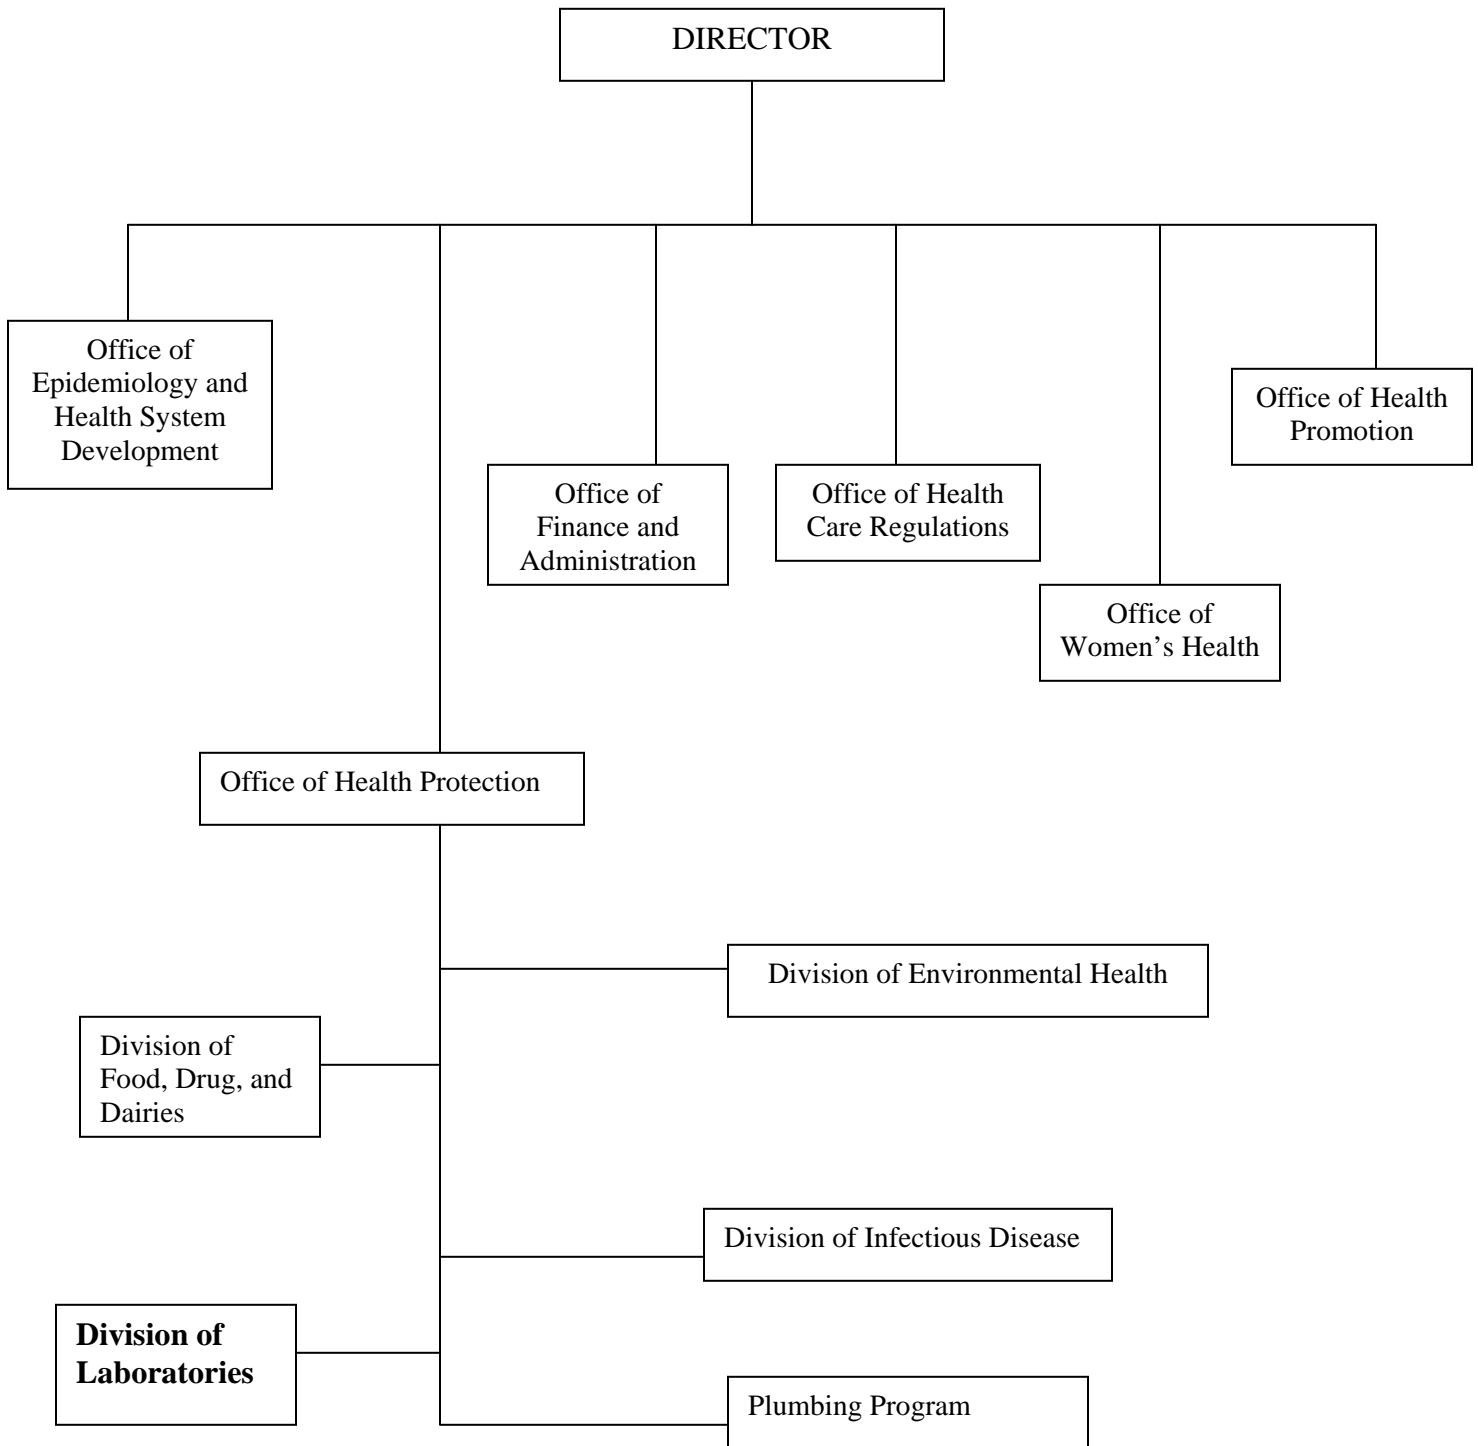 DIRECTOR
Office of
Epidemiology and
Health System
Development
Office of Health
Promotion
Office of
Finance and
Administration
Office of Health
Care Regulations
Office of
Women’s Health
Office of Health Protection
Division of Environmental Health
Division of
Food, Drug, and
Dairies
Division of Infectious Disease
Division of
Laboratories
Plumbing Program